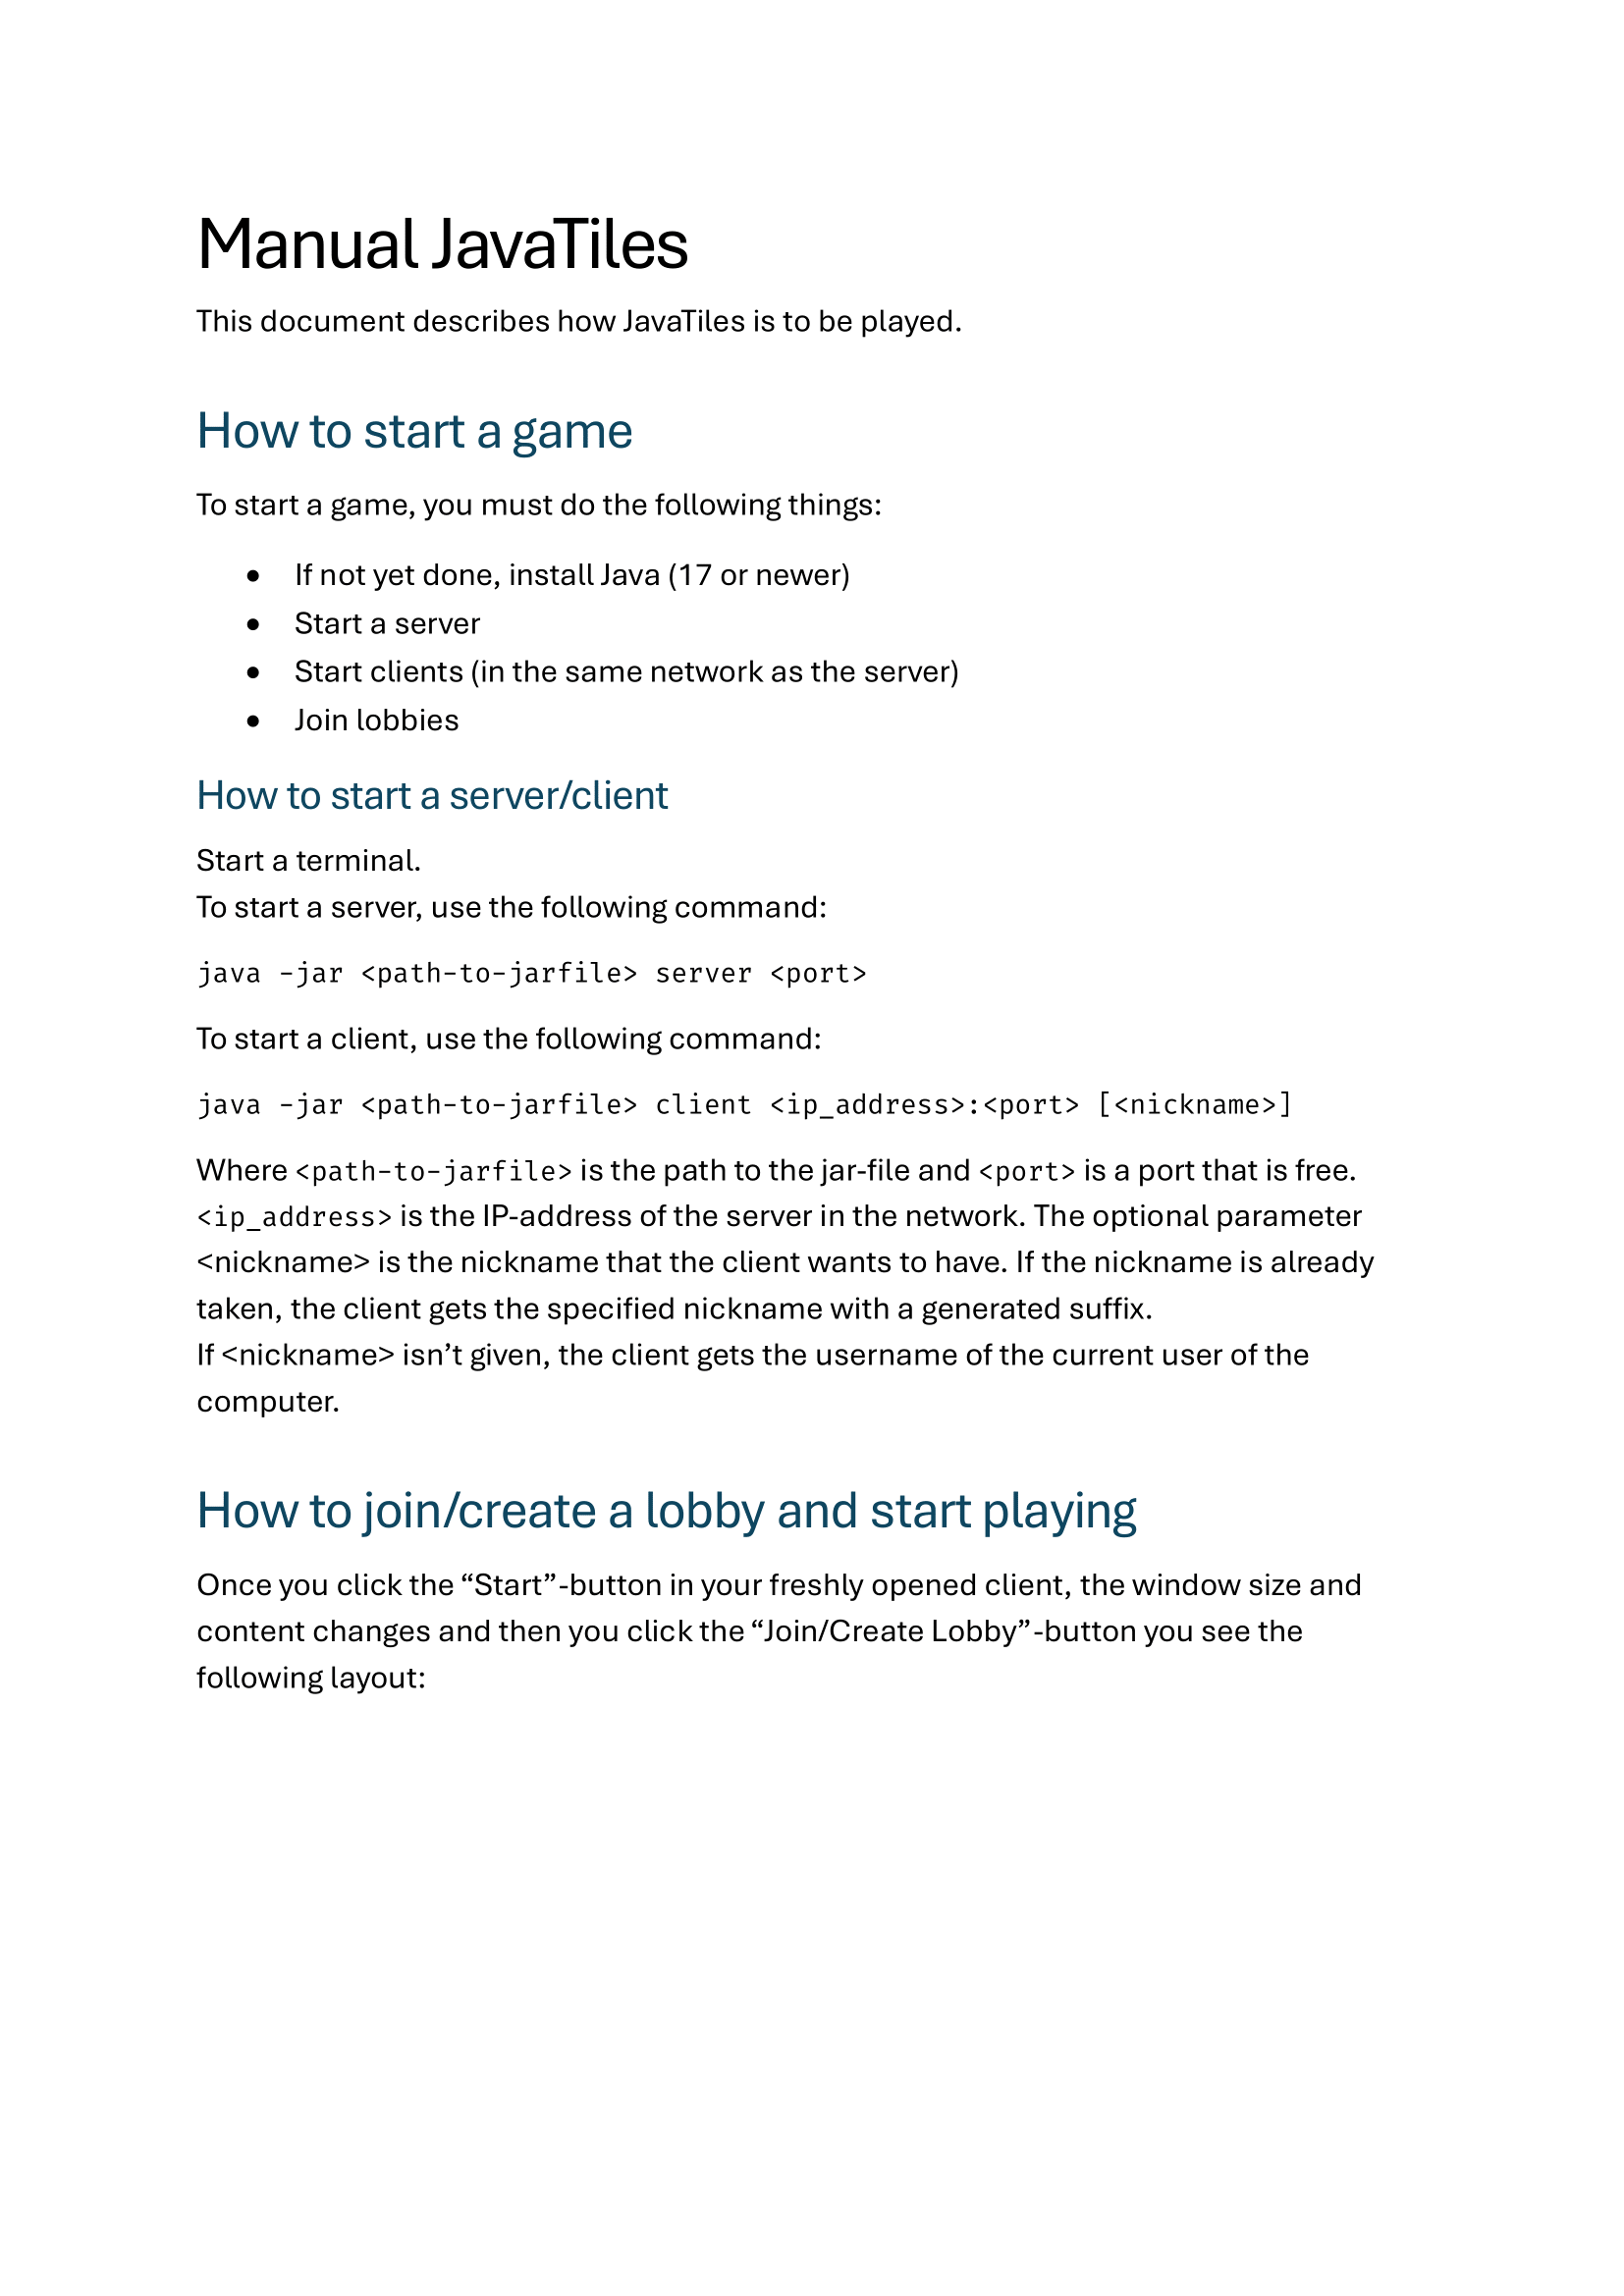 Manual JavaTiles
This document describes how JavaTiles is to be played.
How to start a game
To start a game, you must do the following things:
• If not yet done, install Java (17 or newer)
• Start a server
• Start clients (in the same network as the server)
• Join lobbies
How to start a server/client
Start a terminal.
To start a server, use the following command:
java -jar <path-to-jarfile> server <port>
To start a client, use the following command:
java -jar <path-to-jarfile> client <ip_address>:<port> [<nickname>]
Where <path-to-jarfile> is the path to the jar-file and <port> is a port that is free.
<ip_address> is the IP-address of the server in the network. The optional parameter
<nickname> is the nickname that the client wants to have. If the nickname is already
taken, the client gets the specified nickname with a generated suffix.
If <nickname> isn’t given, the client gets the username of the current user of the
computer.
How to join/create a lobby and start playing
Once you click the “Start”-button in your freshly opened client, the window size and
content changes and then you click the “Join/Create Lobby”-button you see the
following layout: